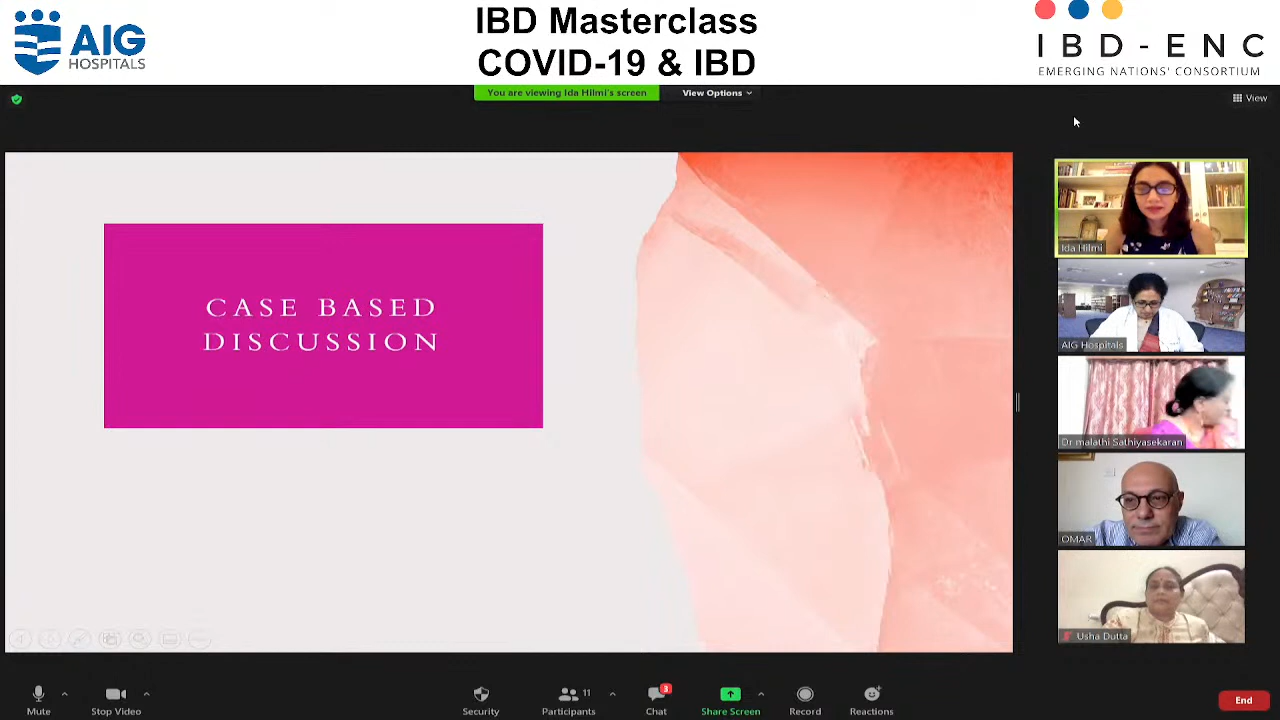 AIG
HOSPITALS
IBD Masterclass
COVID-19 & IBD
IBD-ENC
EMERGING NATIONS' CONSORTIUM
You are viewing Ida Hilmi's screen
View Options
View
CASE BASED
DISCUSSION
Ida Hilmi
AIG Hospitals
Dr malathi Sathiyasekaran
OMAR
Usha Dutta
Mute
Stop Video
Security
11
Participants
3
Chat
Share Screen
Record
Reactions
End